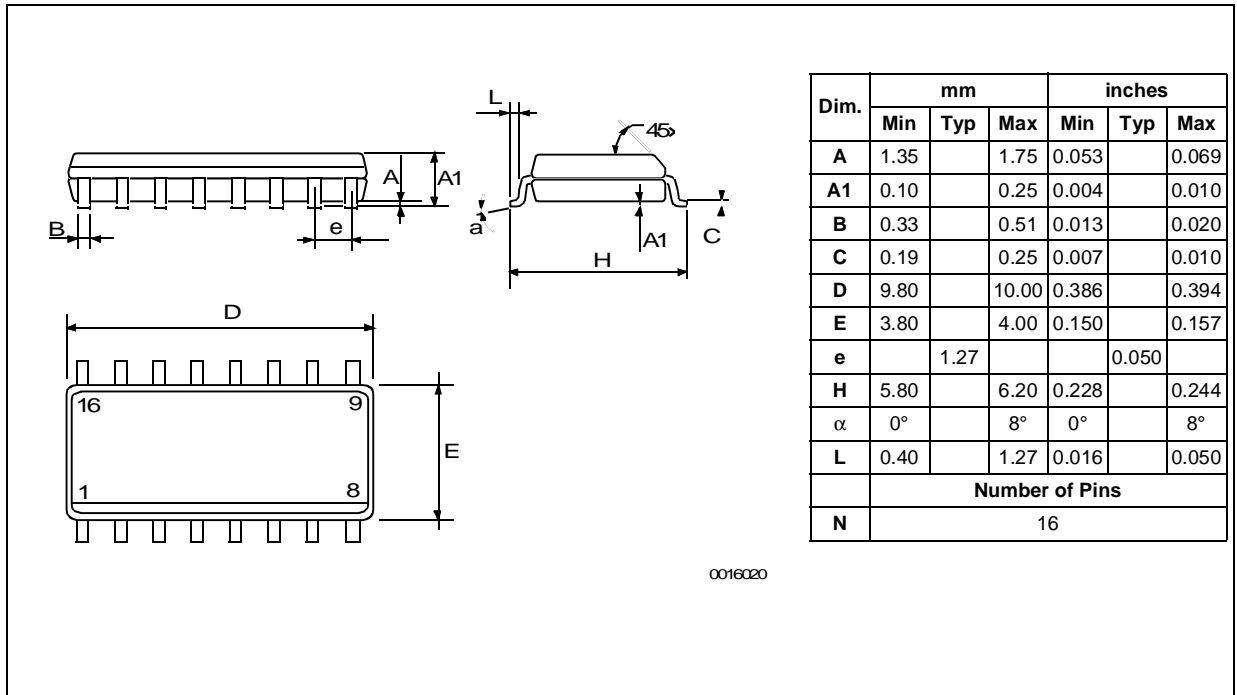 L
45»
A
A1
B
e
a
A1
C
H
D
16
9
E
1
8
0016020
Dim. mm inches
Min Typ Max Min Typ Max
A 1.35 1.75 0.053 0.069
A1 0.10 0.25 0.004 0.010
B 0.33 0.51 0.013 0.020
C 0.19 0.25 0.007 0.010
D 9.80 10.00 0.386 0.394
E 3.80 4.00 0.150 0.157
e 1.27 0.050
H 5.80 6.20 0.228 0.244
α 0° 8° 0° 8°
L 0.40 1.27 0.016 0.050
Number of Pins
N 16